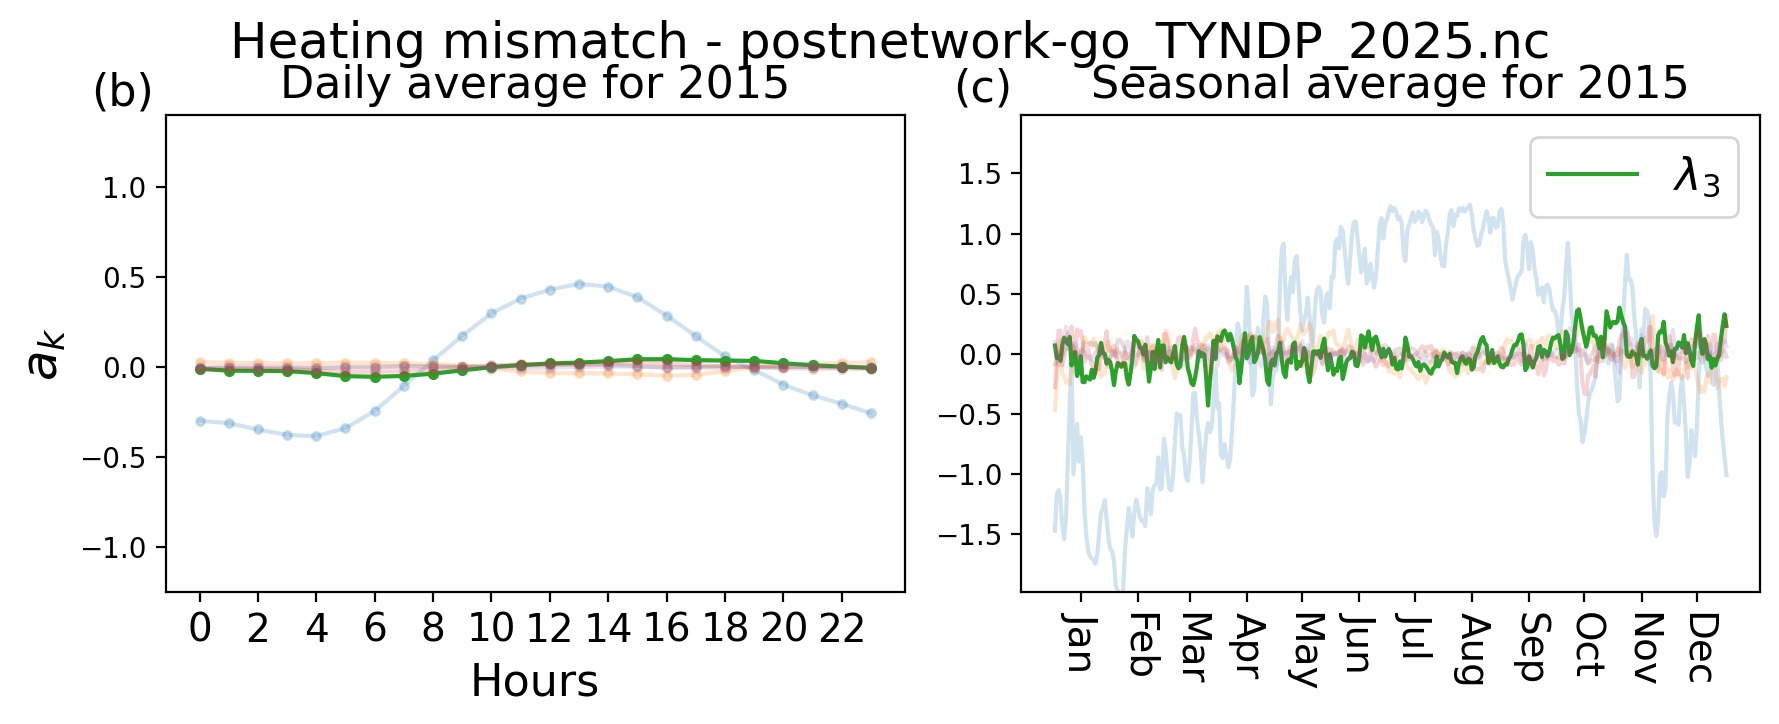 Heating mismatch - postnetwork-go_TYNDP_2025.nc
(b) Daily average for 2015
(c) Seasonal average for 2015
1.0
0.5
0.0
−0.5
−1.0
a_k
0 2 4 6 8 10 12 14 16 18 20 22
Hours
1.5
1.0
0.5
0.0
−0.5
−1.0
−1.5
λ_3
Jan Feb Mar Apr May Jun Jul Aug Sep Oct Nov Dec